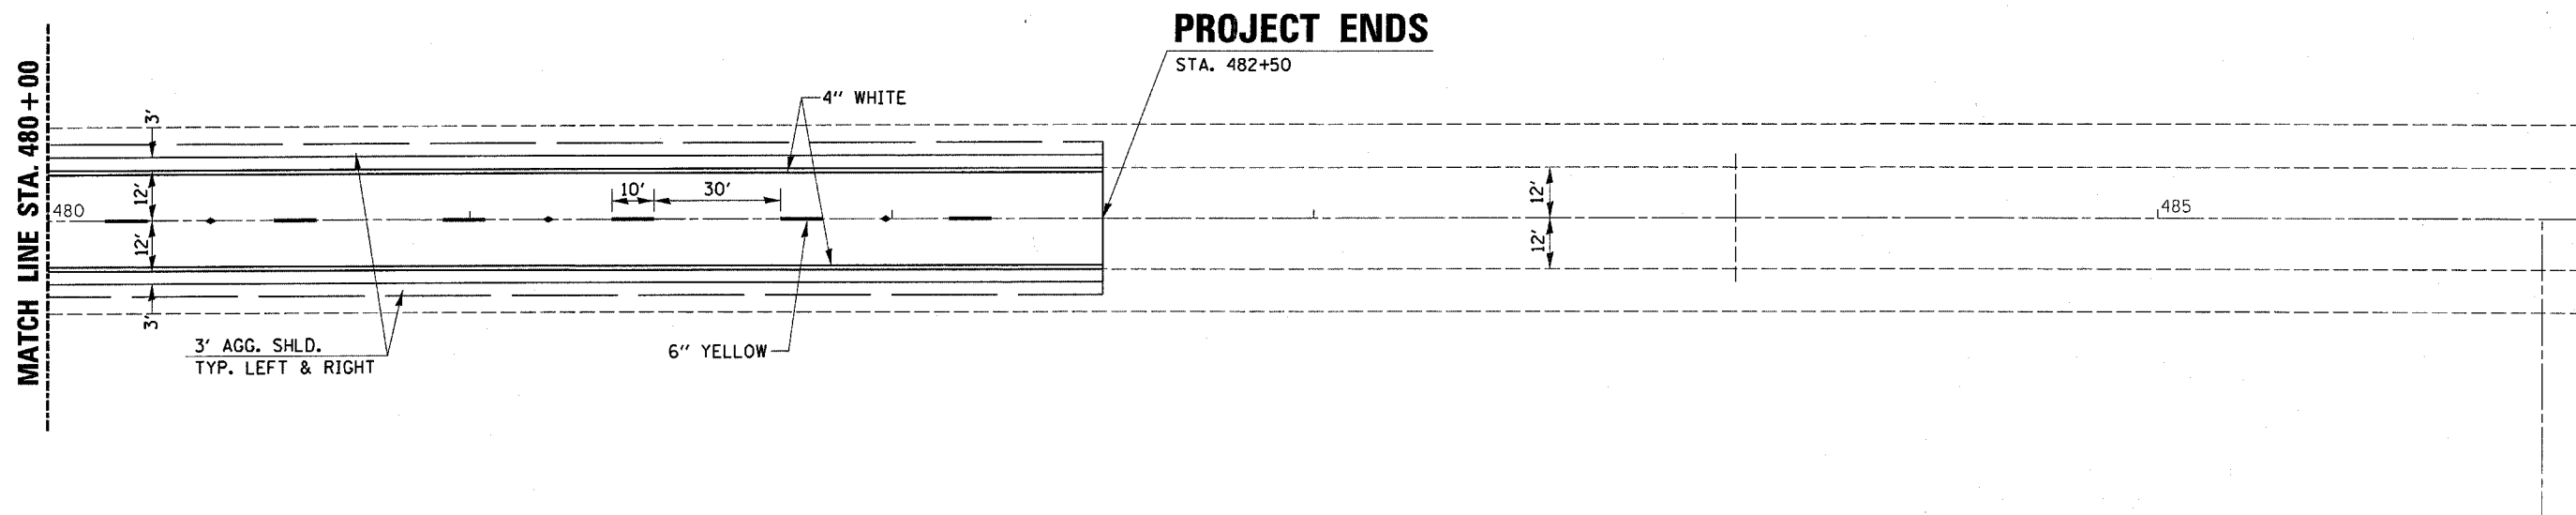 PROJECT ENDS
STA. 482+50
MATCH LINE STA. 480+00
4" WHITE
3'
12'
12'
3'
480
10'
30'
12'
12'
485
3' AGG. SHLD.
TYP. LEFT & RIGHT
6" YELLOW